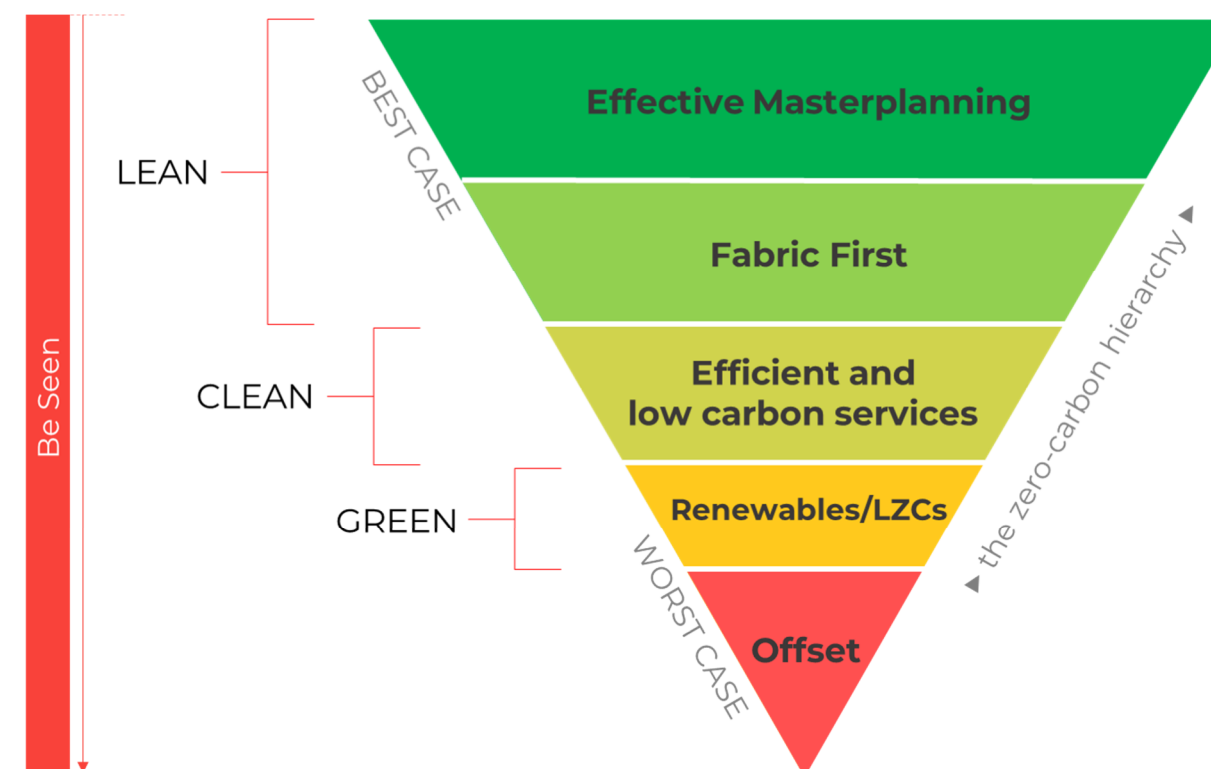 Be Seen
LEAN
CLEAN
GREEN
BEST CASE
WORST CASE
Effective Masterplanning
Fabric First
Efficient and
low carbon services
Renewables/LZCs
Offset
the zero-carbon hierarchy